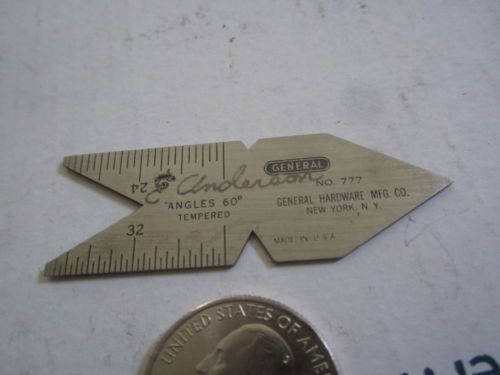 24
E Anderson
ANGLES 60°
TEMPERED
32
GENERAL
NO. 777
GENERAL HARDWARE MFG. CO.
NEW YORK, N.Y.
MADE IN U.S.A.
UNITED STATES OF AMERICA